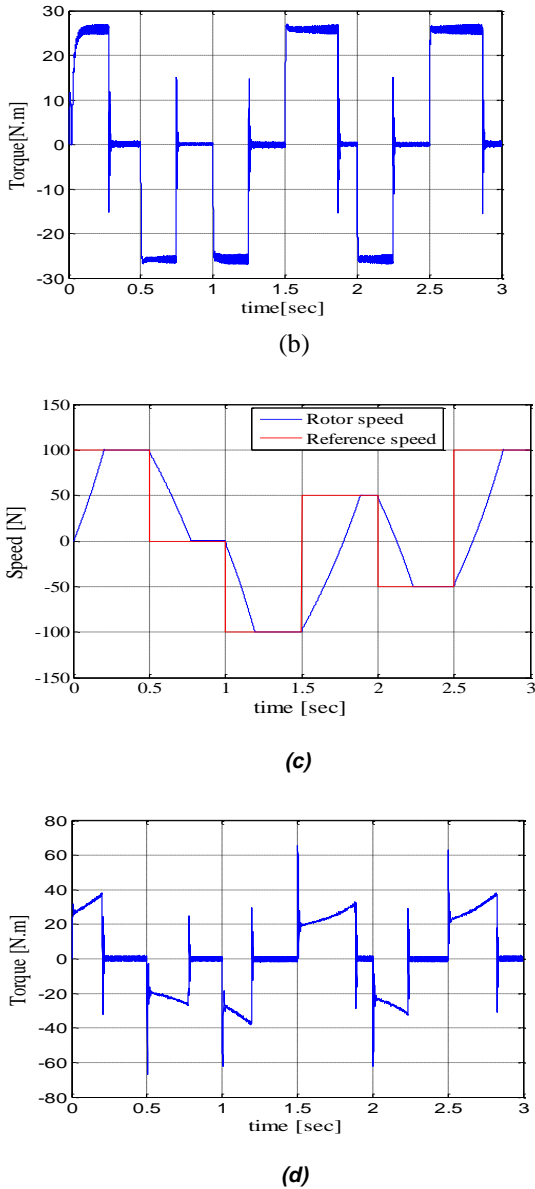 30
20
10
0
-10
-20
-30
Torque[N.m]
0 0.5 1 1.5 2 2.5 3
time[sec]
(b)
150
100
50
0
-50
-100
-150
Speed [N]
Rotor speed
Reference speed
0 0.5 1 1.5 2 2.5 3
time [sec]
(c)
80
60
40
20
0
-20
-40
-60
-80
Torque [N.m]
0 0.5 1 1.5 2 2.5 3
time [sec]
(d)